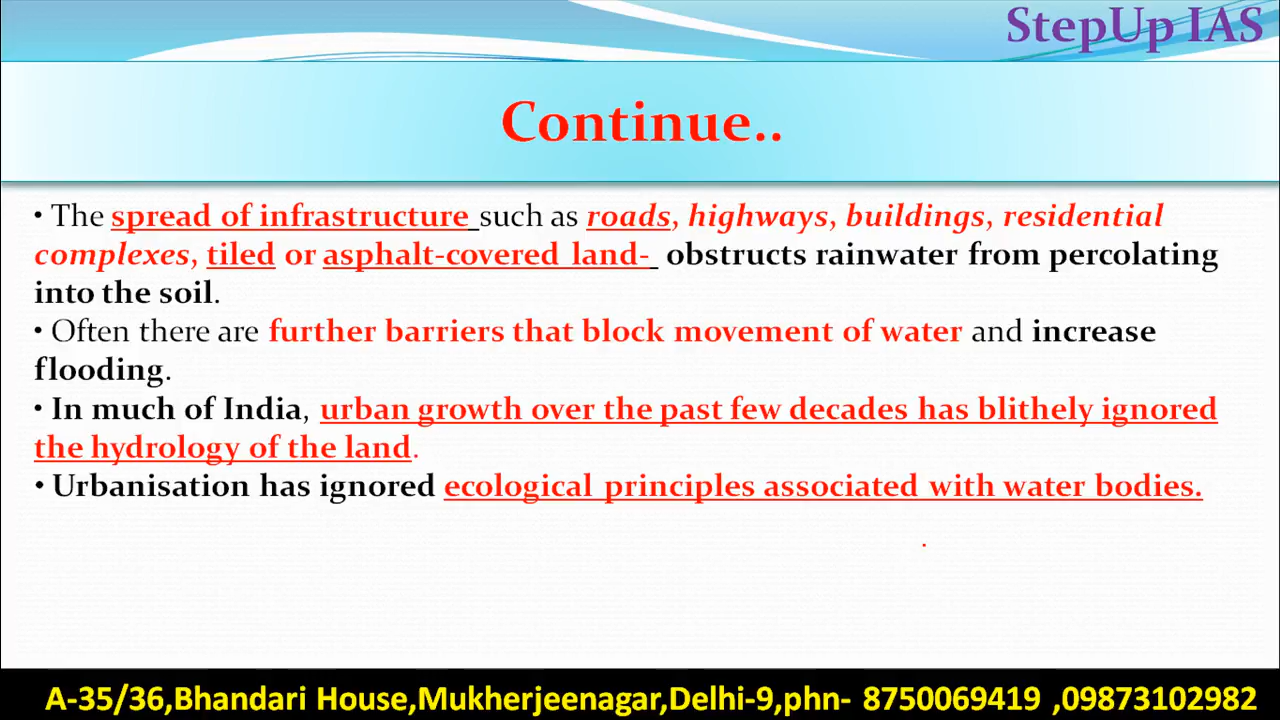 StepUp IAS
Continue..
• The spread of infrastructure such as roads, highways, buildings, residential
complexes, tiled or asphalt-covered land- obstructs rainwater from percolating
into the soil.
• Often there are further barriers that block movement of water and increase
flooding.
• In much of India, urban growth over the past few decades has blithely ignored
the hydrology of the land.
• Urbanisation has ignored ecological principles associated with water bodies.
A-35/36,Bhandari House,Mukherjeenagar,Delhi-9,phn- 8750069419 ,09873102982